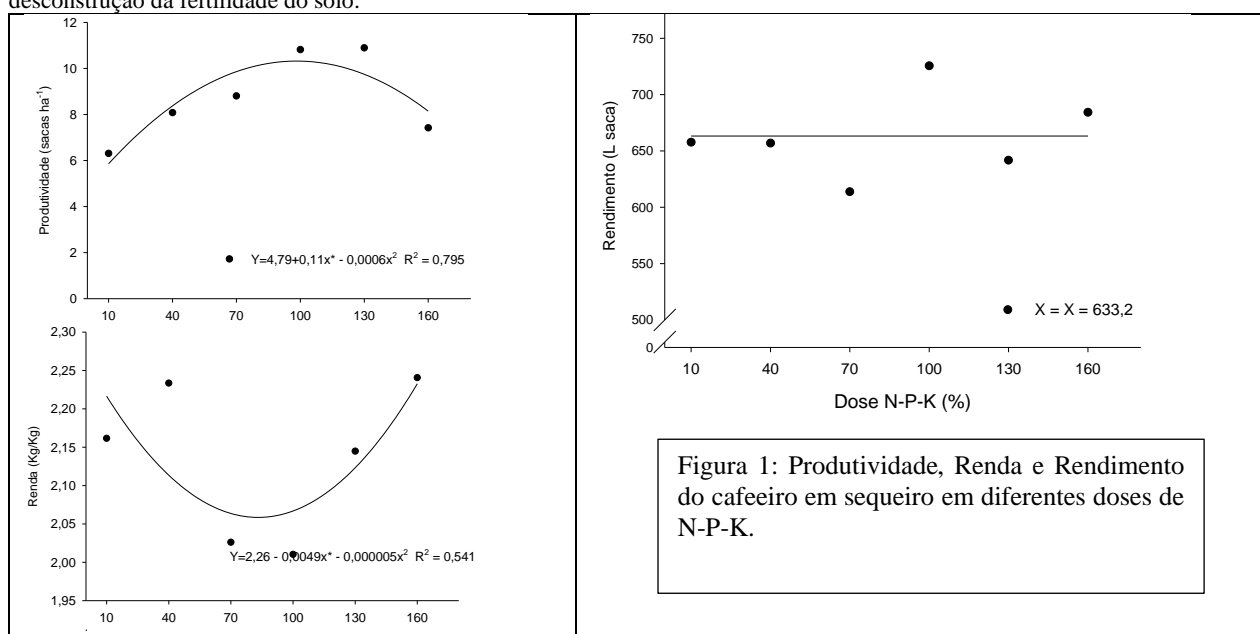 desconstrução da fertilidade do solo.
12
10
8
6
4
2
0
Produtividade (sacas ha⁻¹)
Y=4,79+0,11x* - 0,0006x² R² = 0,795
10 40 70 100 130 160
2,30
2,25
2,20
2,15
2,10
2,05
2,00
1,95
Renda (Kg/Kg)
Y=2,26 - 0,0049x* - 0,000005x² R² = 0,541
10 40 70 100 130 160
750
700
650
600
550
500
0
Rendimento (L saca)
X = X = 633,2
10 40 70 100 130 160
Dose N-P-K (%)
Figura 1: Produtividade, Renda e Rendimento
do cafeeiro em sequeiro em diferentes doses de
N-P-K.